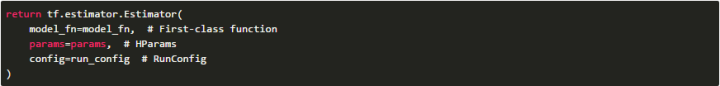 return tf.estimator.Estimator(
    model_fn=model_fn,  # First-class function
    params=params,  # HParams
    config=run_config  # RunConfig
)